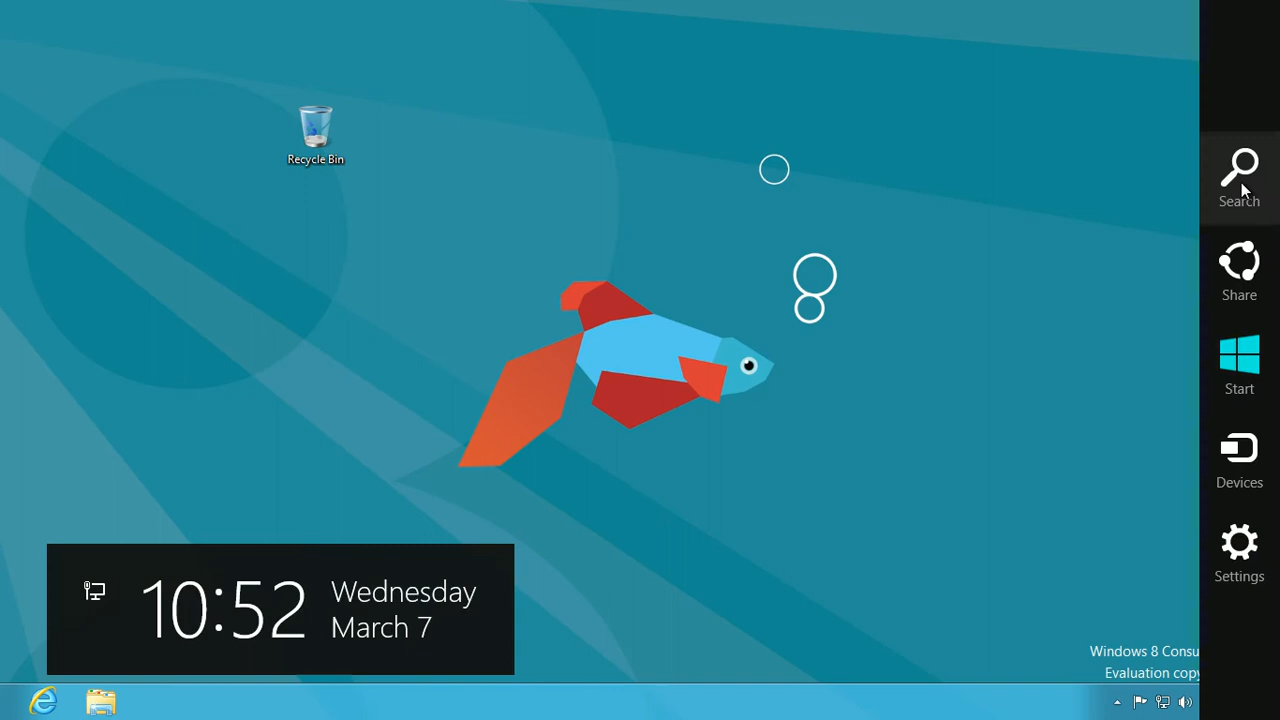 Recycle Bin
Search
Share
Start
Devices
Settings
10:52
Wednesday
March 7
Windows 8 Consu
Evaluation copy